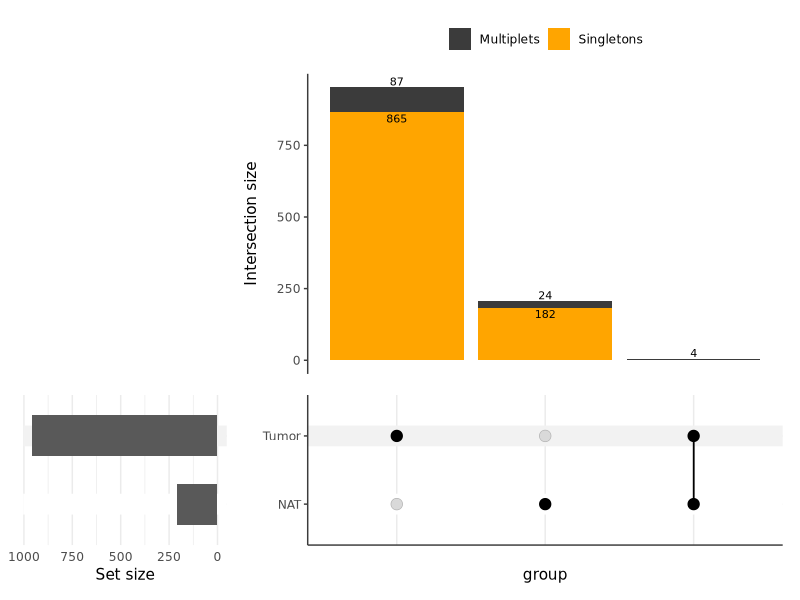 Multiplets Singletons
87
865
750
500
250
0
Intersection size
24
182
4
Tumor
NAT
1000 750 500 250 0
Set size
group